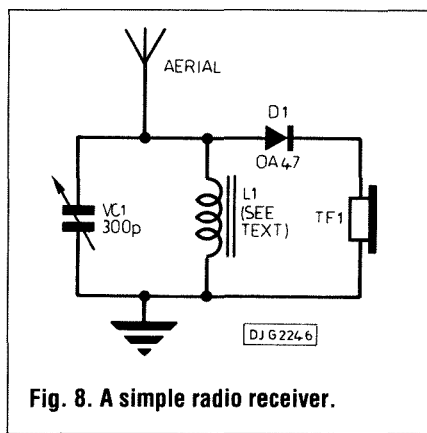 AERIAL
D1
OA47
VC1
300p
L1
(SEE
TEXT)
TF1
DJG2246
Fig. 8. A simple radio receiver.